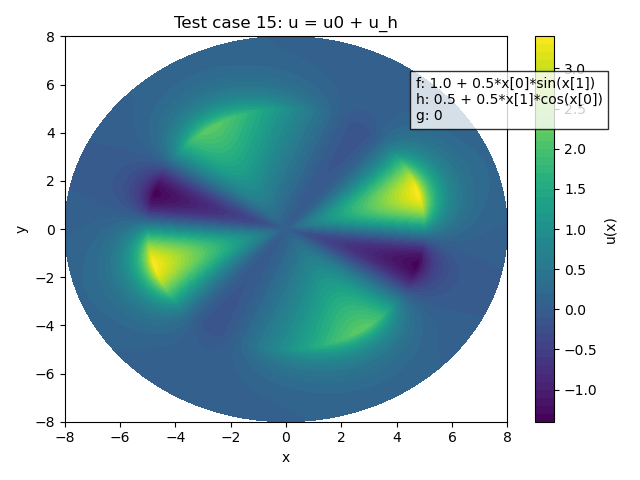 Test case 15: u = u0 + u_h
f: 1.0 + 0.5*x[0]*sin(x[1])
h: 0.5 + 0.5*x[1]*cos(x[0])
g: 0
8
6
4
2
0
−2
−4
−6
−8
y
−8 −6 −4 −2 0 2 4 6 8
x
3.0
2.5
2.0
1.5
1.0
0.5
0.0
−0.5
−1.0
u(x)